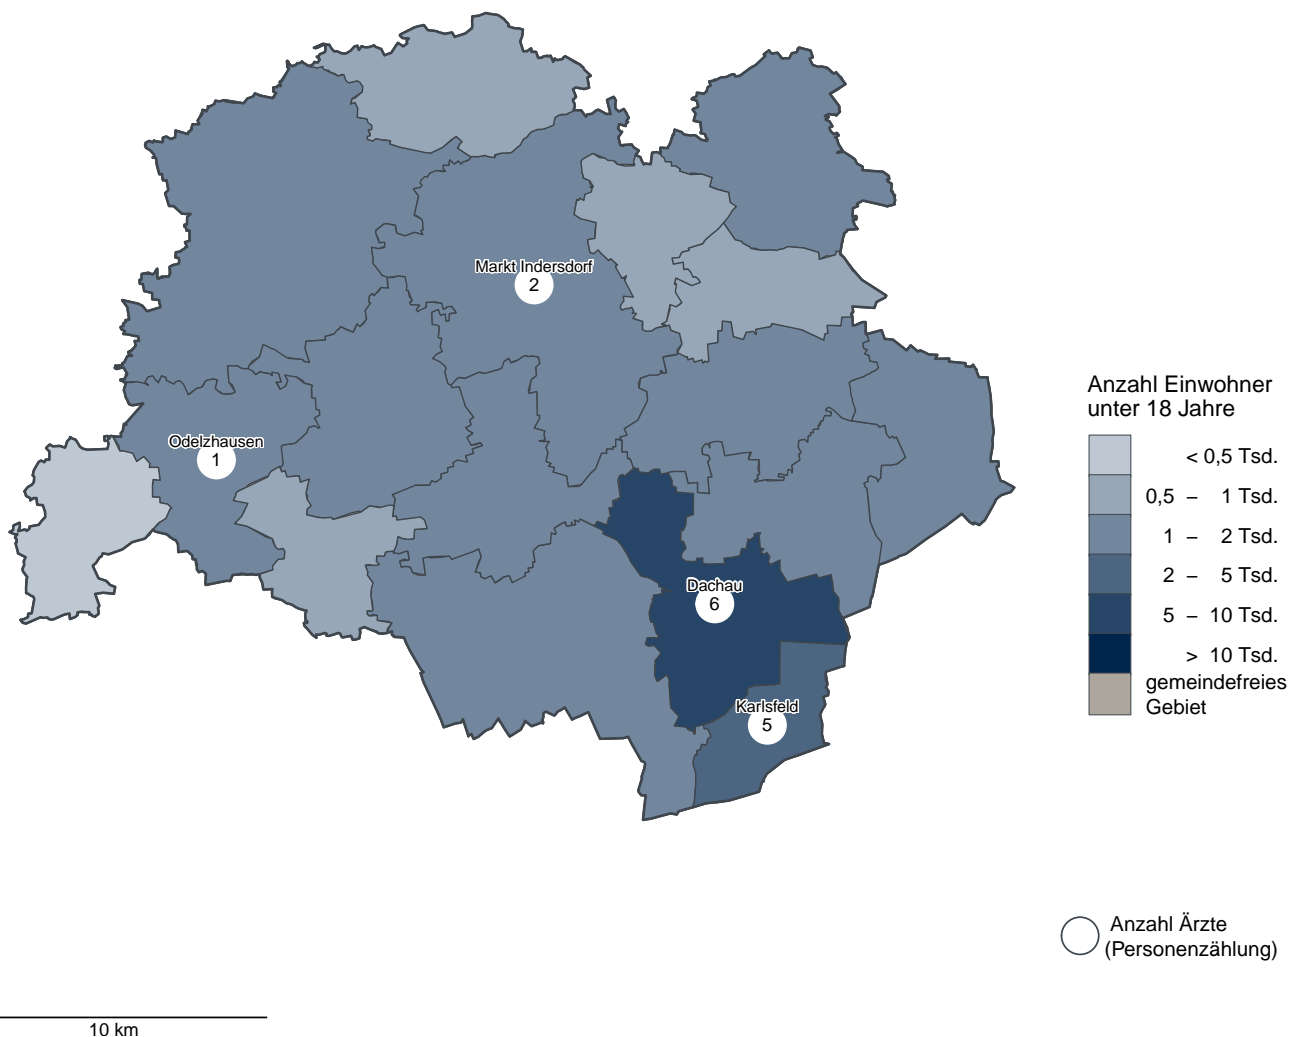 Markt Indersdorf
2
Odelzhausen
1
Dachau
6
Karlsfeld
5
Anzahl Einwohner
unter 18 Jahre
< 0,5 Tsd.
0,5 – 1 Tsd.
1 – 2 Tsd.
2 – 5 Tsd.
5 – 10 Tsd.
> 10 Tsd.
gemeindefreies
Gebiet
Anzahl Ärzte
(Personenzählung)
10 km